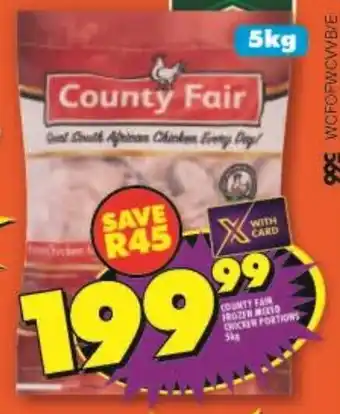 5kg
County Fair
Great South African Chicken Every Day!
SAVE
R45
X WITH
CARD
199 99
COUNTY FAIR
FROZEN MIXED
CHICKEN PORTIONS
5kg
99c WCFOFWCVVB/E